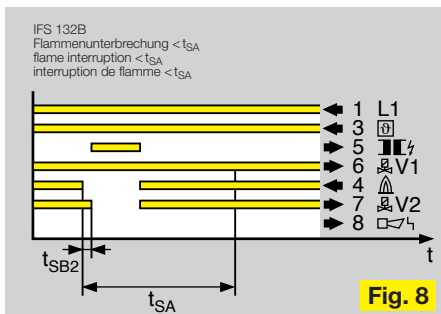 IFS 132B
Flammenunterbrechung < tSA
flame interruption < tSA
interruption de flamme < tSA
1 L1
3 ϑ
5
6 V1
4
7 V2
8
t
tSB2
tSA
Fig. 8